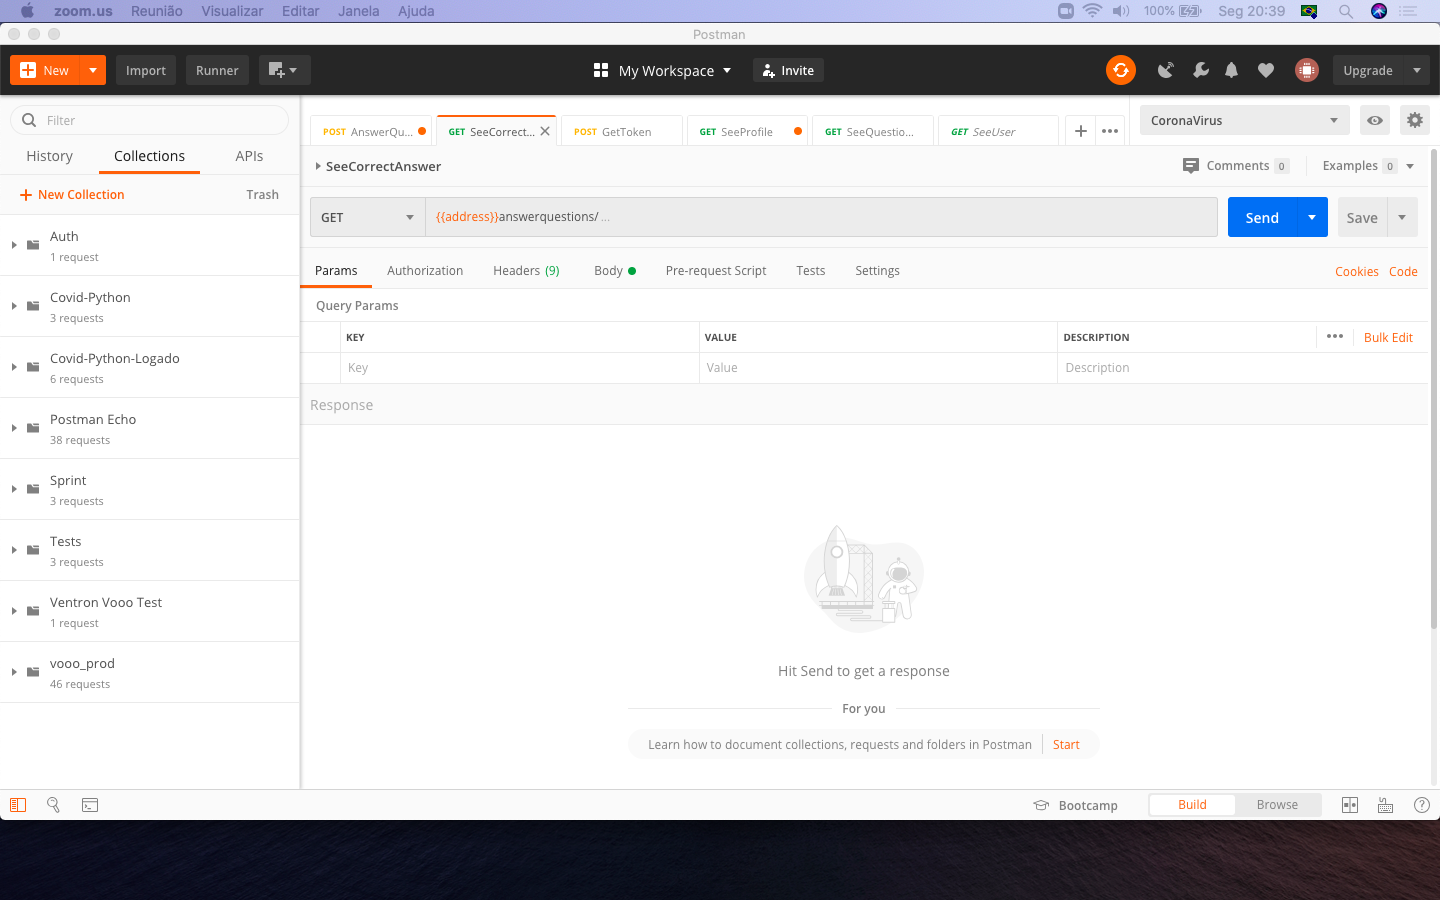 zoom.us Reunião Visualizar Editar Janela Ajuda 100% Seg 20:39
Postman
New Import Runner My Workspace Invite Upgrade
Filter
History Collections APIs
New Collection Trash
Auth
1 request
Covid-Python
3 requests
Covid-Python-Logado
6 requests
Postman Echo
38 requests
Sprint
3 requests
Tests
3 requests
Ventron Vooo Test
1 request
vooo_prod
46 requests
POST AnswerQu... GET SeeCorrect... POST GetToken GET SeeProfile GET SeeQuestio... GET SeeUser
CoronaVirus
SeeCorrectAnswer Comments 0 Examples 0
GET {{address}}answerquestions/ ... Send Save
Params Authorization Headers (9) Body Pre-request Script Tests Settings Cookies Code
Query Params
KEY VALUE DESCRIPTION Bulk Edit
Key Value Description
Response
Hit Send to get a response
For you
Learn how to document collections, requests and folders in Postman Start
Bootcamp Build Browse